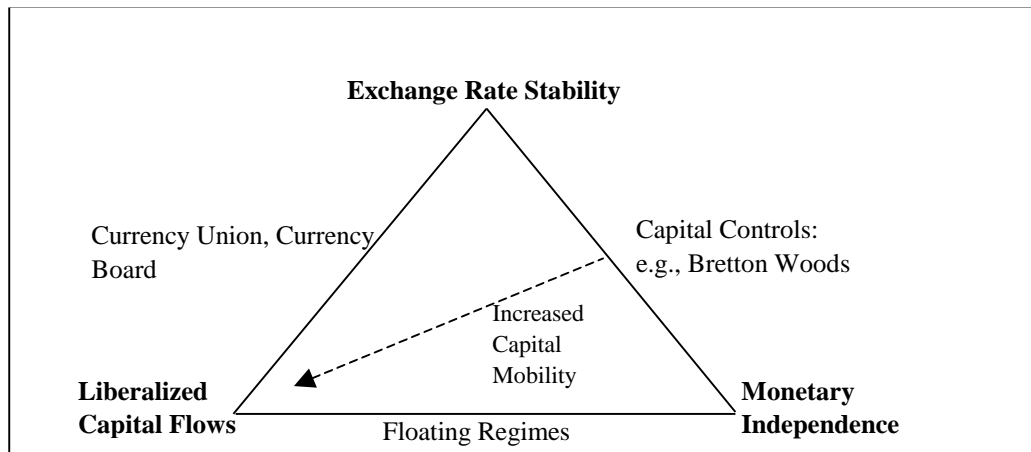 Exchange Rate Stability
Currency Union, Currency
Board
Capital Controls:
e.g., Bretton Woods
Increased
Capital
Mobility
Liberalized
Capital Flows
Monetary
Independence
Floating Regimes